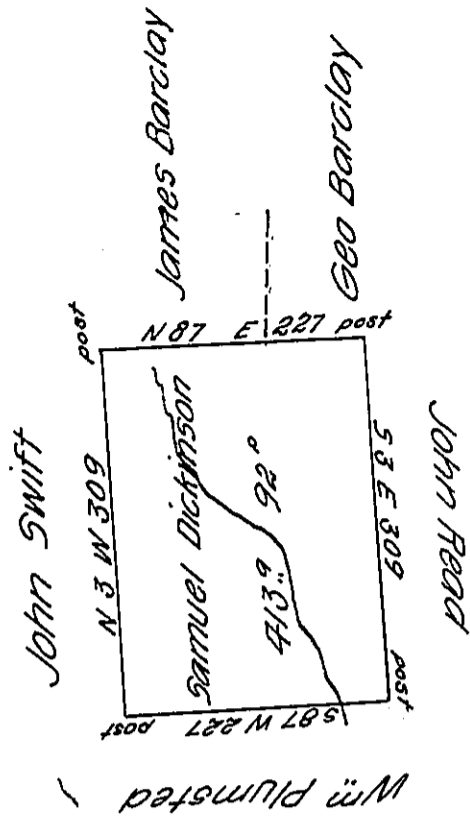 John Swift
James Barclay
Geo Barclay
post
N 87 E 227
post
N 3 W 309
Samuel Dickinson
413.. 92 P
S 3 E 309
John Read
post
S 87 W 227
post
Wm Plumsted